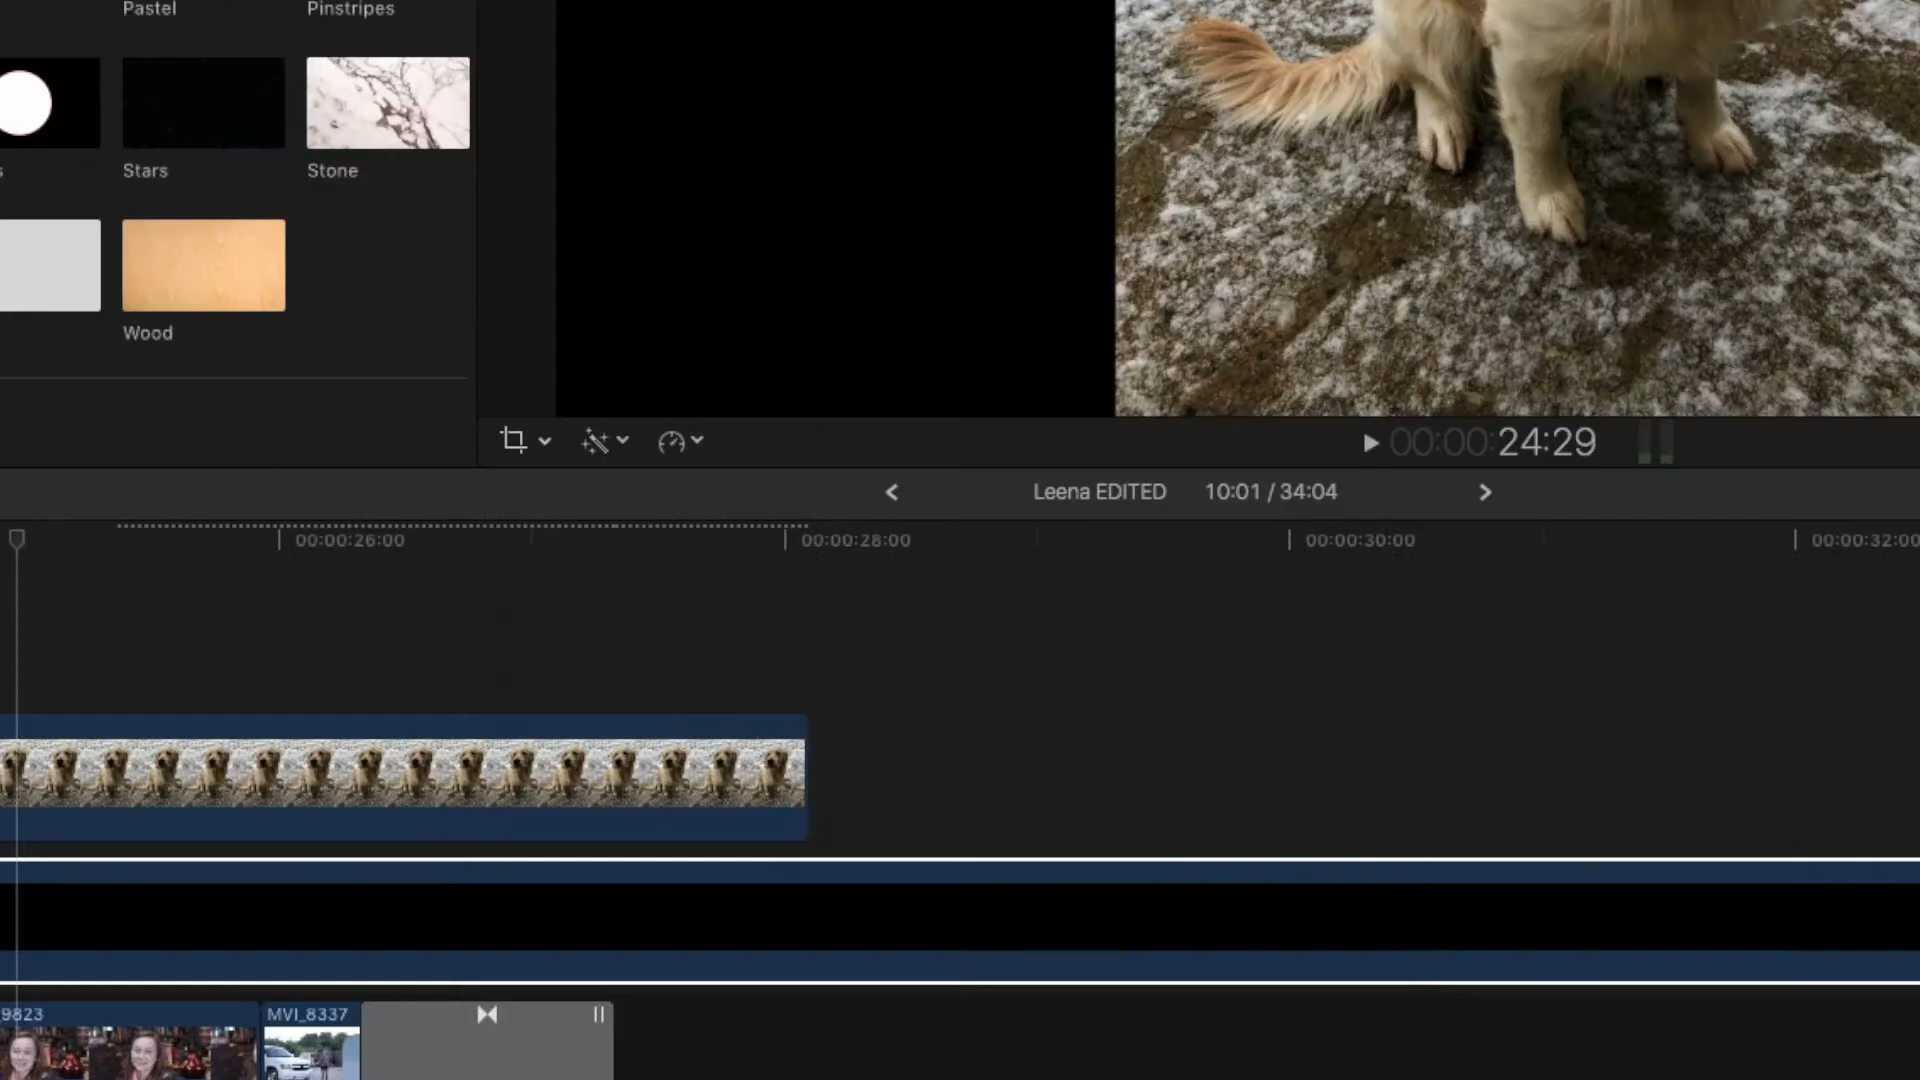 Pastel
Pinstripes
s
Stars
Stone
Wood
00:00:24:29
Leena EDITED 10:01 / 34:04
00:00:26:00
00:00:28:00
00:00:30:00
00:00:32:00
9823
MVI_8337